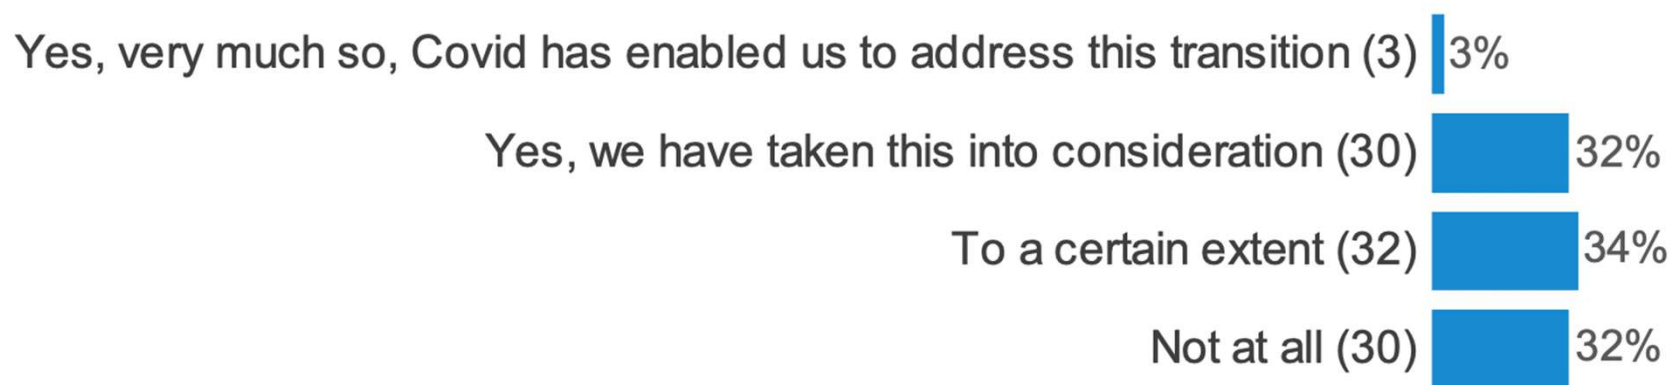 Yes, very much so, Covid has enabled us to address this transition (3) 3%
Yes, we have taken this into consideration (30) 32%
To a certain extent (32) 34%
Not at all (30) 32%